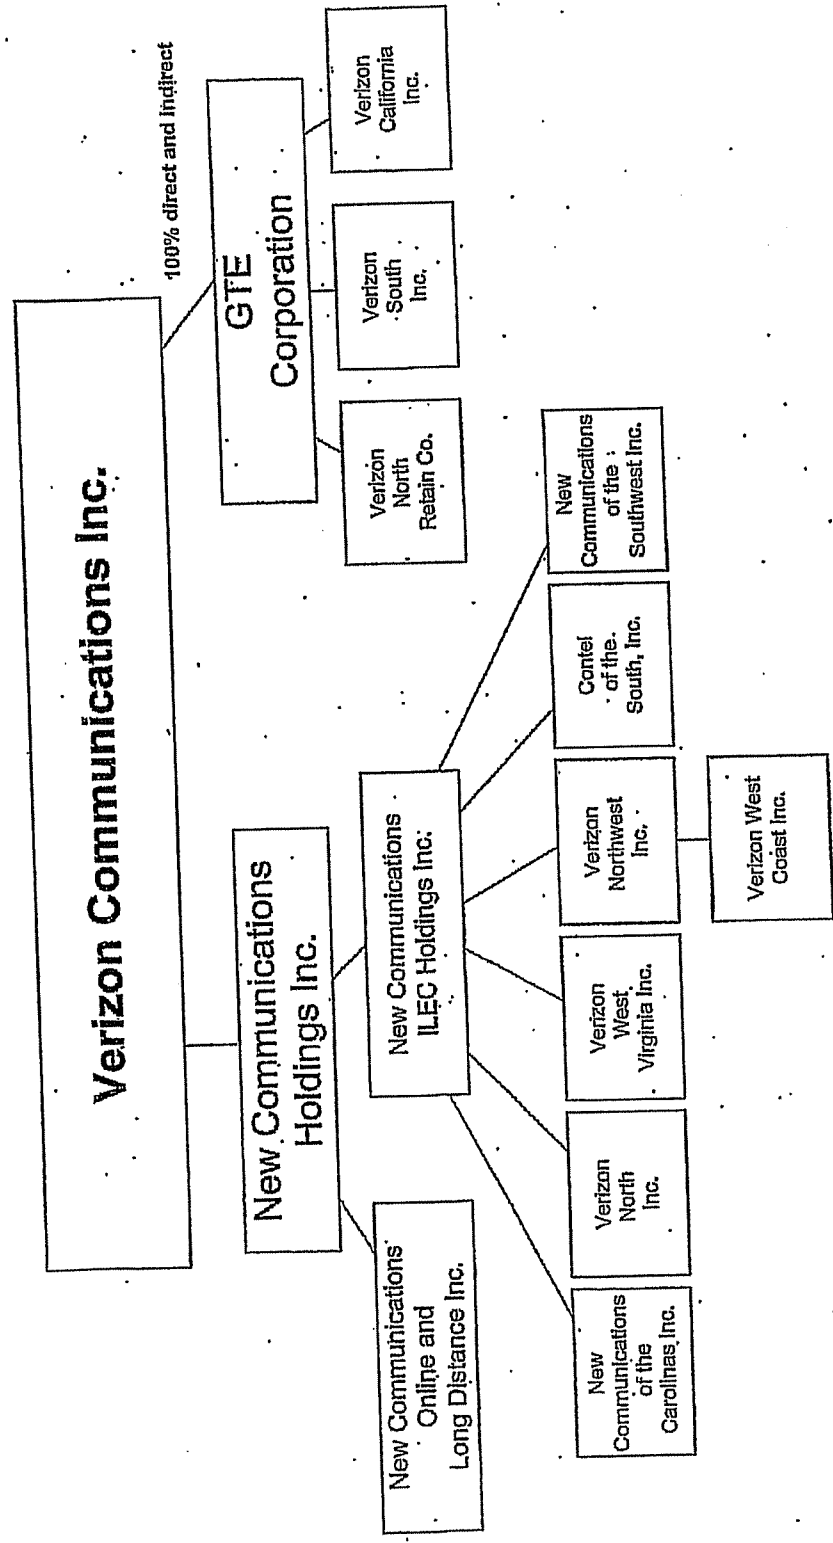 Verizon Communications Inc.
100% direct and indirect
New Communications
Holdings Inc.
GTE
Corporation
New Communications
Online and
Long Distance Inc.
New Communications
ILEC Holdings Inc.
Verizon
North
Retain Co.
Verizon
South
Inc.
Verizon
California
Inc.
New
Communications
of the
Carolinas Inc.
Verizon
North
Inc.
Verizon
West
Virginia Inc.
Verizon
Northwest
Inc.
Contel
of the
South, Inc.
New
Communications
of the
Southwest Inc.
Verizon West
Coast Inc.